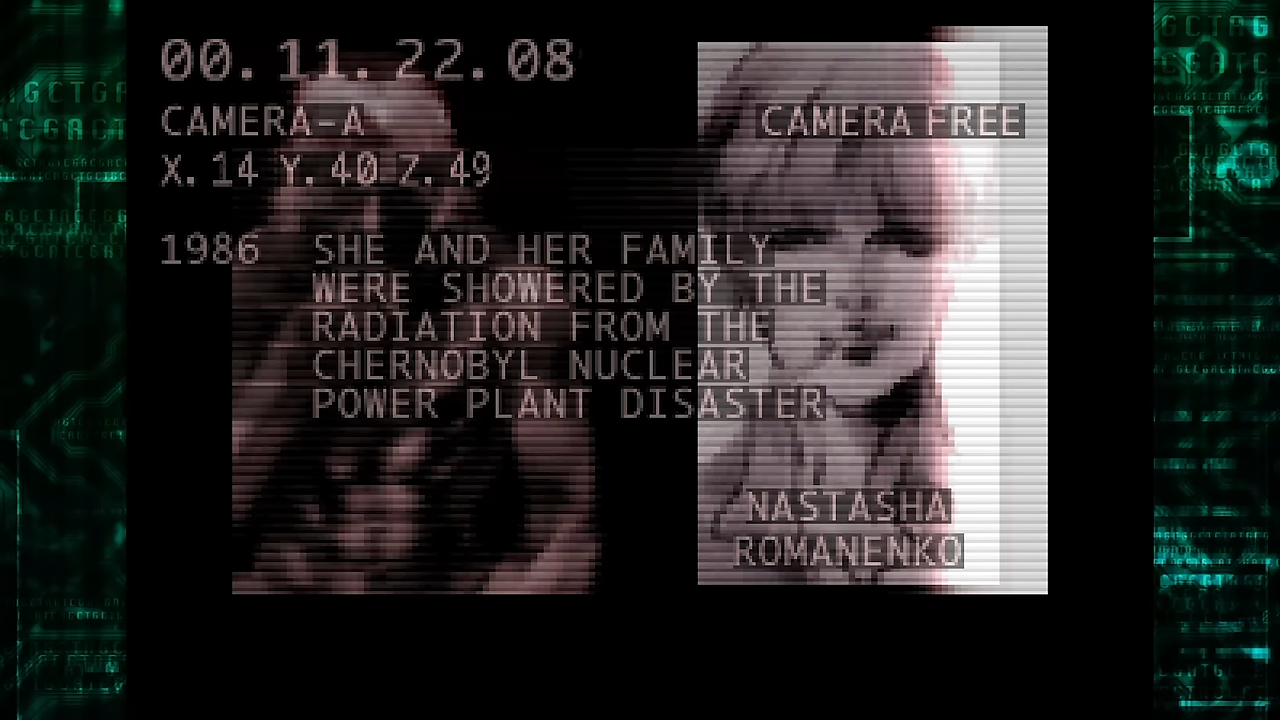 00.11.22.08
CAMERA-A
CAMERA FREE
X.14 Y.40 Z.49
1986 SHE AND HER FAMILY
WERE SHOWERED BY THE
RADIATION FROM THE
CHERNOBYL NUCLEAR
POWER PLANT DISASTER
NASTASHA
ROMANENKO